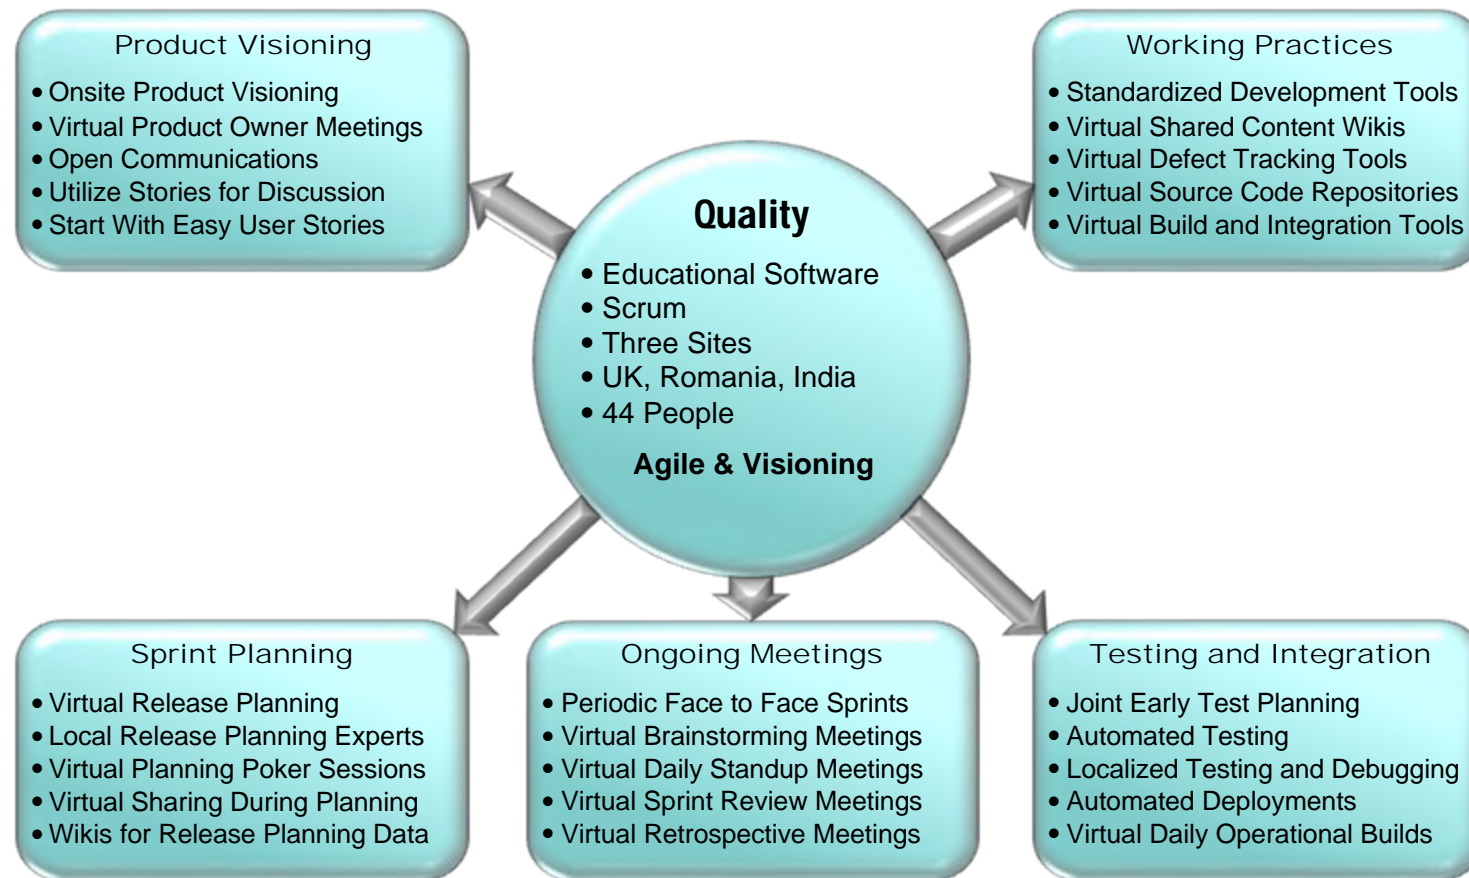 Product Visioning
• Onsite Product Visioning
• Virtual Product Owner Meetings
• Open Communications
• Utilize Stories for Discussion
• Start With Easy User Stories
Working Practices
• Standardized Development Tools
• Virtual Shared Content Wikis
• Virtual Defect Tracking Tools
• Virtual Source Code Repositories
• Virtual Build and Integration Tools
Quality
• Educational Software
• Scrum
• Three Sites
• UK, Romania, India
• 44 People
Agile & Visioning
Sprint Planning
• Virtual Release Planning
• Local Release Planning Experts
• Virtual Planning Poker Sessions
• Virtual Sharing During Planning
• Wikis for Release Planning Data
Ongoing Meetings
• Periodic Face to Face Sprints
• Virtual Brainstorming Meetings
• Virtual Daily Standup Meetings
• Virtual Sprint Review Meetings
• Virtual Retrospective Meetings
Testing and Integration
• Joint Early Test Planning
• Automated Testing
• Localized Testing and Debugging
• Automated Deployments
• Virtual Daily Operational Builds